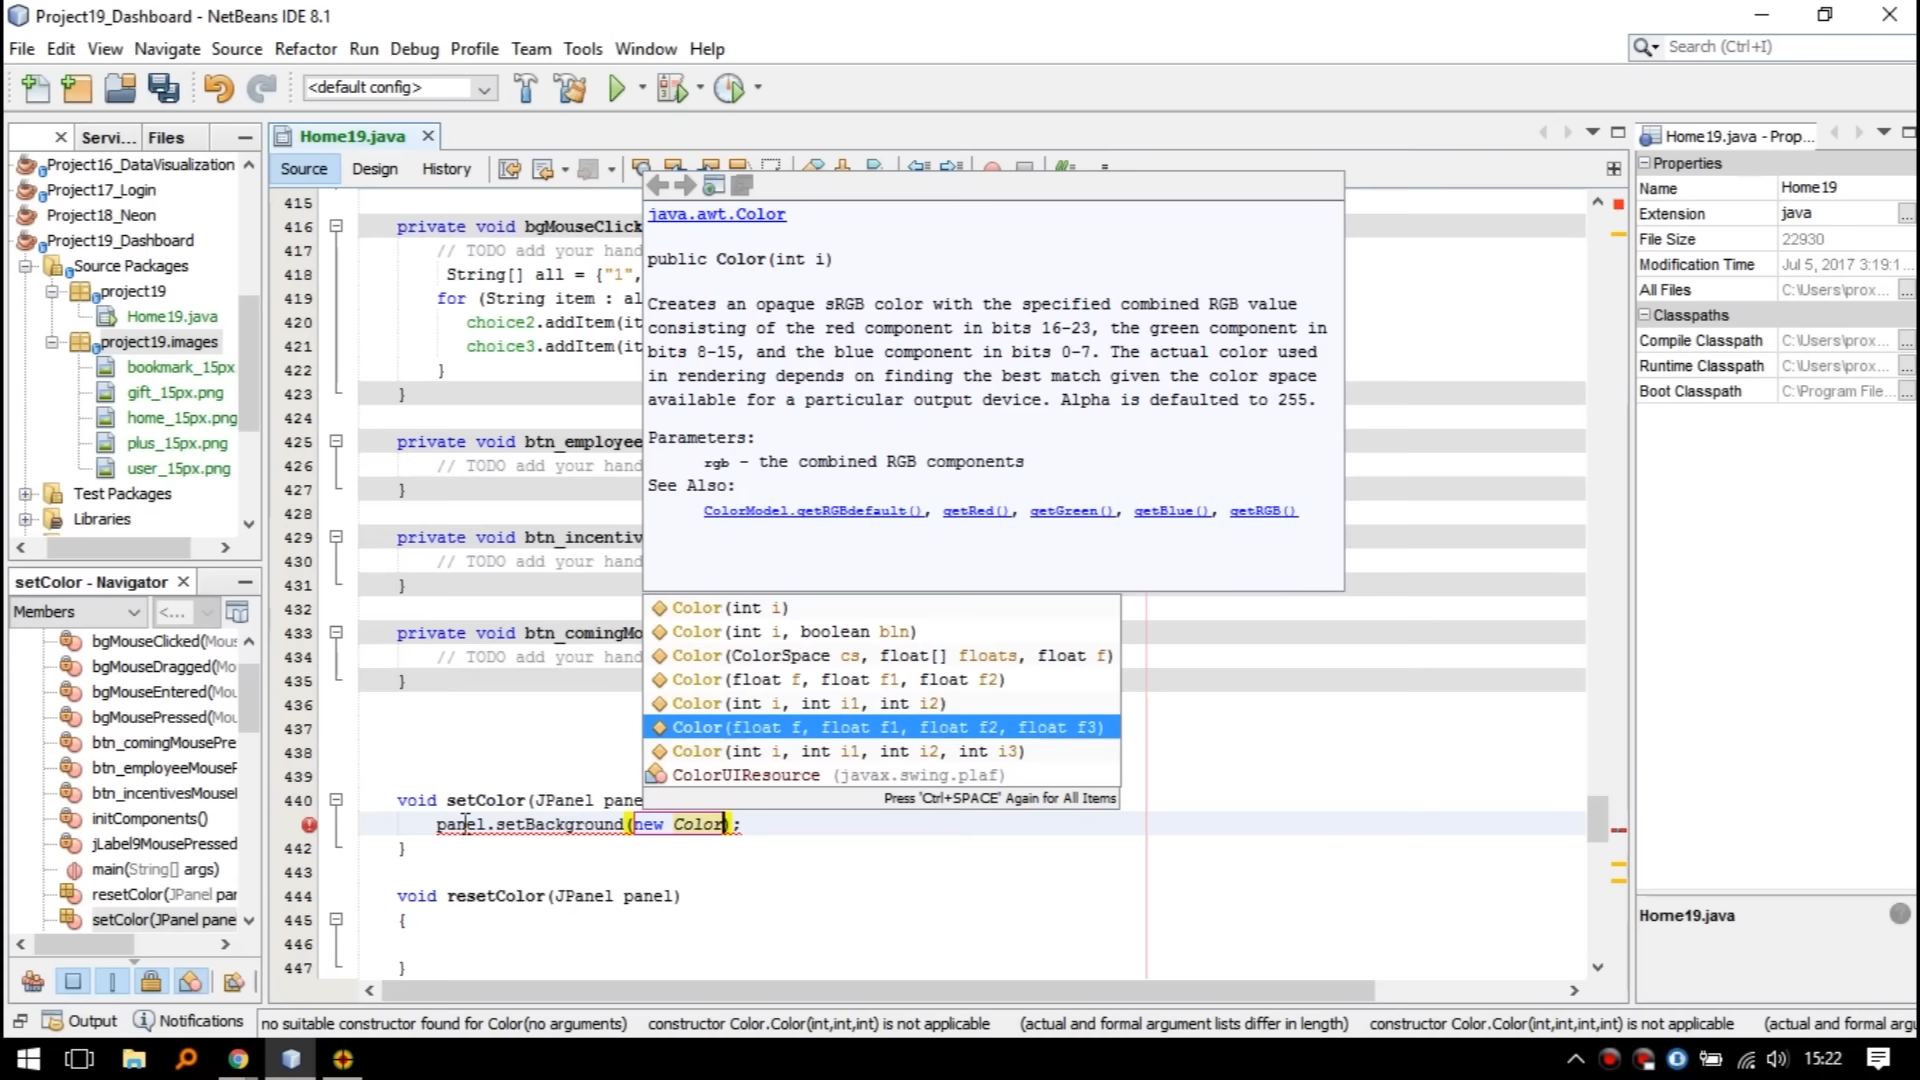 Project19_Dashboard - NetBeans IDE 8.1
File Edit View Navigate Source Refactor Run Debug Profile Team Tools Window Help
Search (Ctrl+I)
<default config>
Servi... Files
Project16_DataVisualization
Project17_Login
Project18_Neon
Project19_Dashboard
Source Packages
project19
Home19.java
project19.images
bookmark_15px
gift_15px.png
home_15px.png
plus_15px.png
user_15px.png
Test Packages
Libraries
setColor - Navigator
Members
<...
bgMouseClicked(Mou
bgMouseDragged(Mo
bgMouseEntered(Mou
bgMousePressed(Mou
btn_comingMousePre
btn_employeeMouseF
btn_incentivesMouseI
initComponents()
jLabel9MousePressed
main(String[] args)
resetColor(JPanel par
setColor(JPanel pane
Home19.java
Source Design History
415
416 private void bgMouseClick
417 // TODO add your hand
418 String[] all = {"1",
419 for (String item : al
420 choice2.addItem(it
421 choice3.addItem(it
422 }
423 }
424
425 private void btn_employee
426 // TODO add your hand
427 }
428
429 private void btn_incentiv
430 // TODO add your hand
431 }
432
433 private void btn_comingMo
434 // TODO add your hand
435 }
436
437
438
439
440 void setColor(JPanel pane
panel.setBackground(new Color);
442 }
443
444 void resetColor(JPanel panel)
445 {
446
447 }
java.awt.Color
public Color(int i)
Creates an opaque sRGB color with the specified combined RGB value
consisting of the red component in bits 16-23, the green component in
bits 8-15, and the blue component in bits 0-7. The actual color used
in rendering depends on finding the best match given the color space
available for a particular output device. Alpha is defaulted to 255.
Parameters:
rgb - the combined RGB components
See Also:
ColorModel.getRGBdefault(), getRed(), getGreen(), getBlue(), getRGB()
Color(int i)
Color(int i, boolean bln)
Color(ColorSpace cs, float[] floats, float f)
Color(float f, float f1, float f2)
Color(int i, int i1, int i2)
Color(float f, float f1, float f2, float f3)
Color(int i, int i1, int i2, int i3)
ColorUIResource (javax.swing.plaf)
Press 'Ctrl+SPACE' Again for All Items
Home19.java - Prop...
Properties
Name Home19
Extension java ...
File Size 22930
Modification Time Jul 5, 2017 3:19:1...
All Files C:\Users\prox... ...
Classpaths
Compile Classpath C:\Users\prox... ...
Runtime Classpath C:\Users\prox... ...
Boot Classpath C:\Program File... ...
Home19.java
Output Notifications
no suitable constructor found for Color(no arguments) constructor Color.Color(int,int,int) is not applicable (actual and formal argument lists differ in length) constructor Color.Color(int,int,int) is not applicable (actual and formal argu
15:22